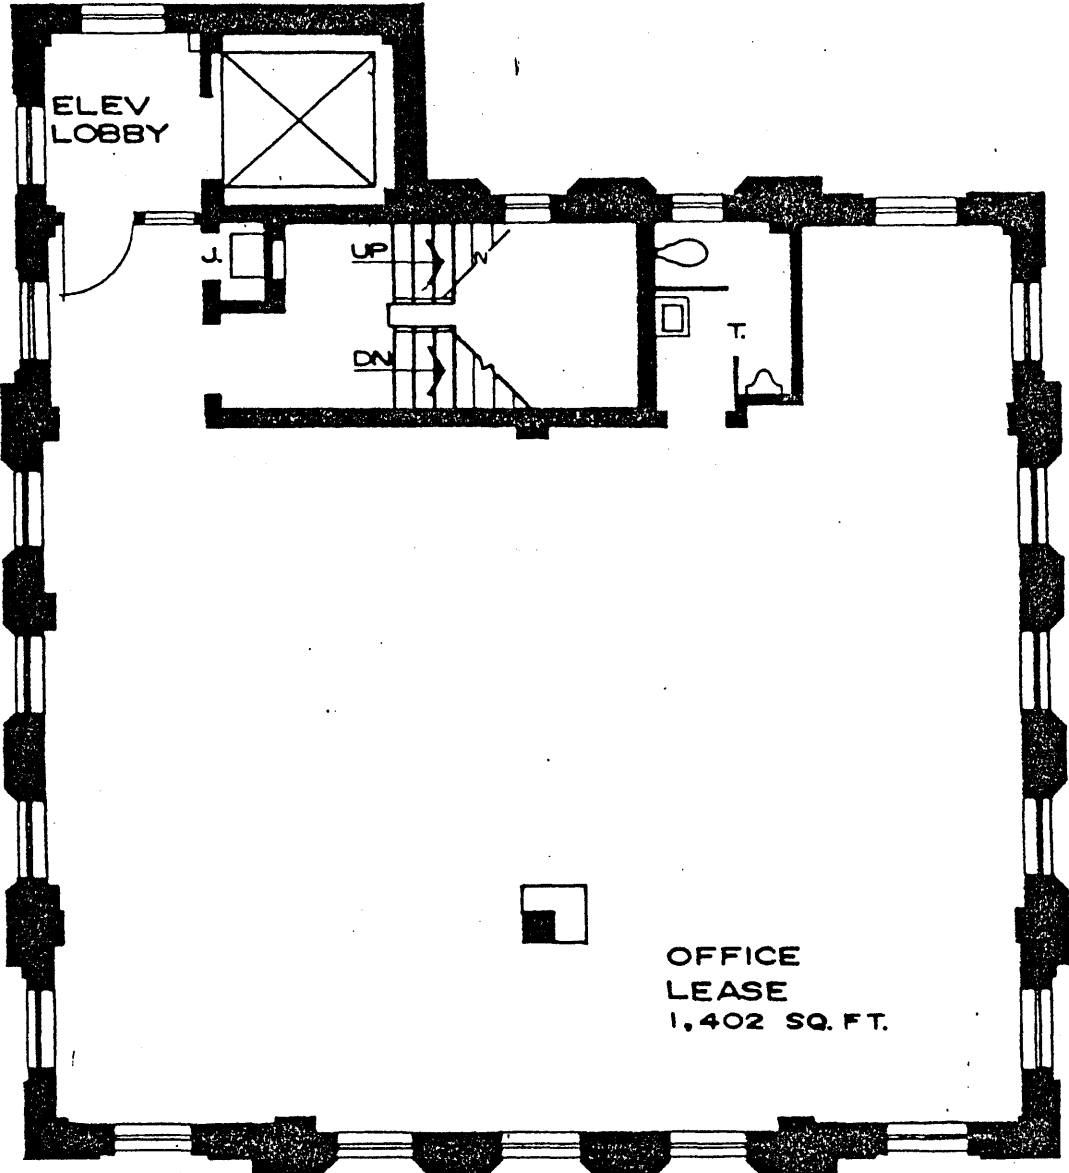 ELEV
LOBBY
J.
UP
T.
DN
OFFICE
LEASE
1,402 SQ. FT.